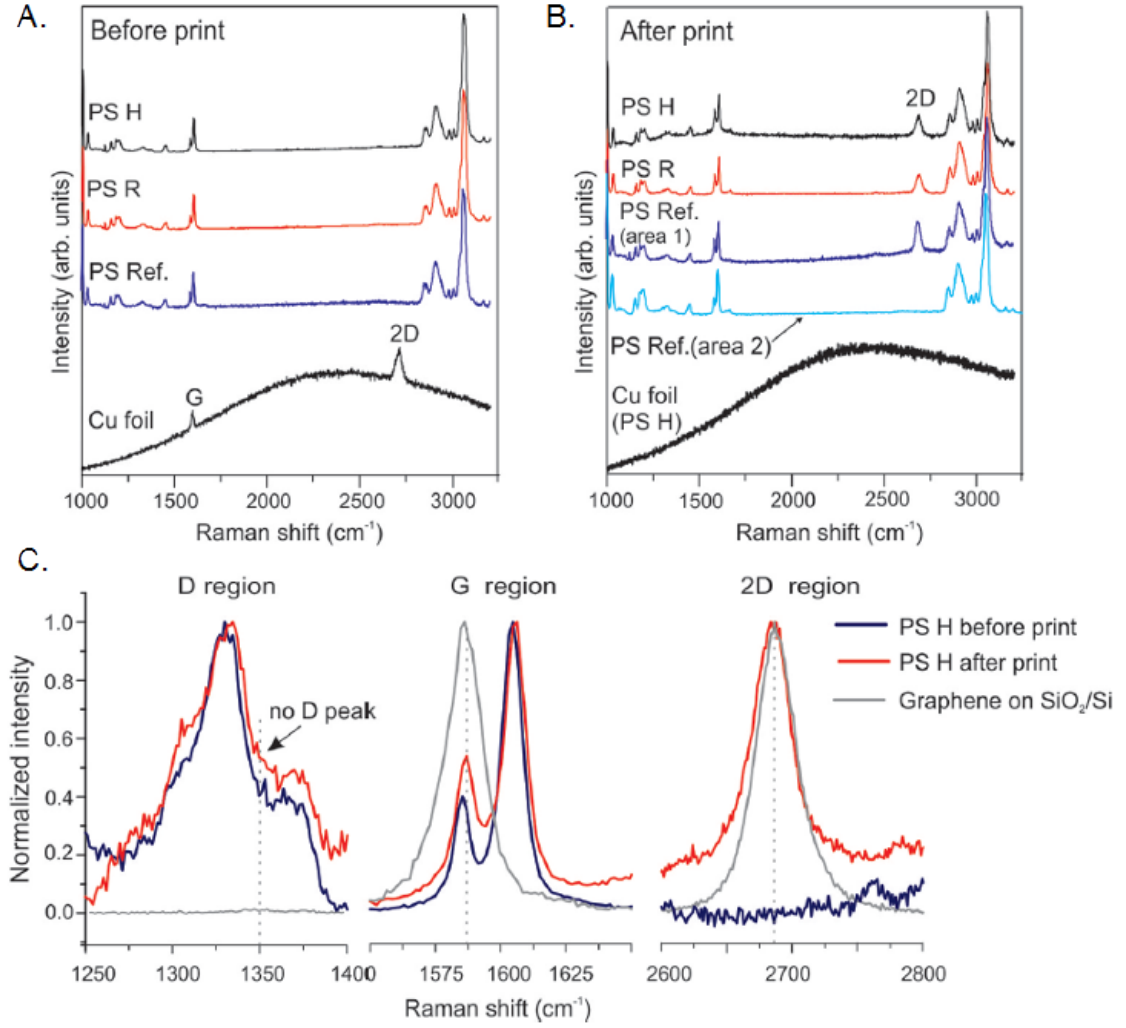 A.
Before print
PS H
PS R
PS Ref.
2D
G
Cu foil
Intensity (arb. units)
1000 1500 2000 2500 3000
Raman shift (cm⁻¹)
B.
After print
2D
PS H
PS R
PS Ref.
(area 1)
PS Ref.(area 2)
Cu foil
(PS H)
Intensity (arb. units)
1000 1500 2000 2500 3000
Raman shift (cm⁻¹)
C.
D region
G region
2D region
PS H before print
PS H after print
Graphene on SiO₂/Si
no D peak
Normalized intensity
1.0
0.8
0.6
0.4
0.2
0.0
1250 1300 1350 1400 1575 1600 1625 2600 2700 2800
Raman shift (cm⁻¹)